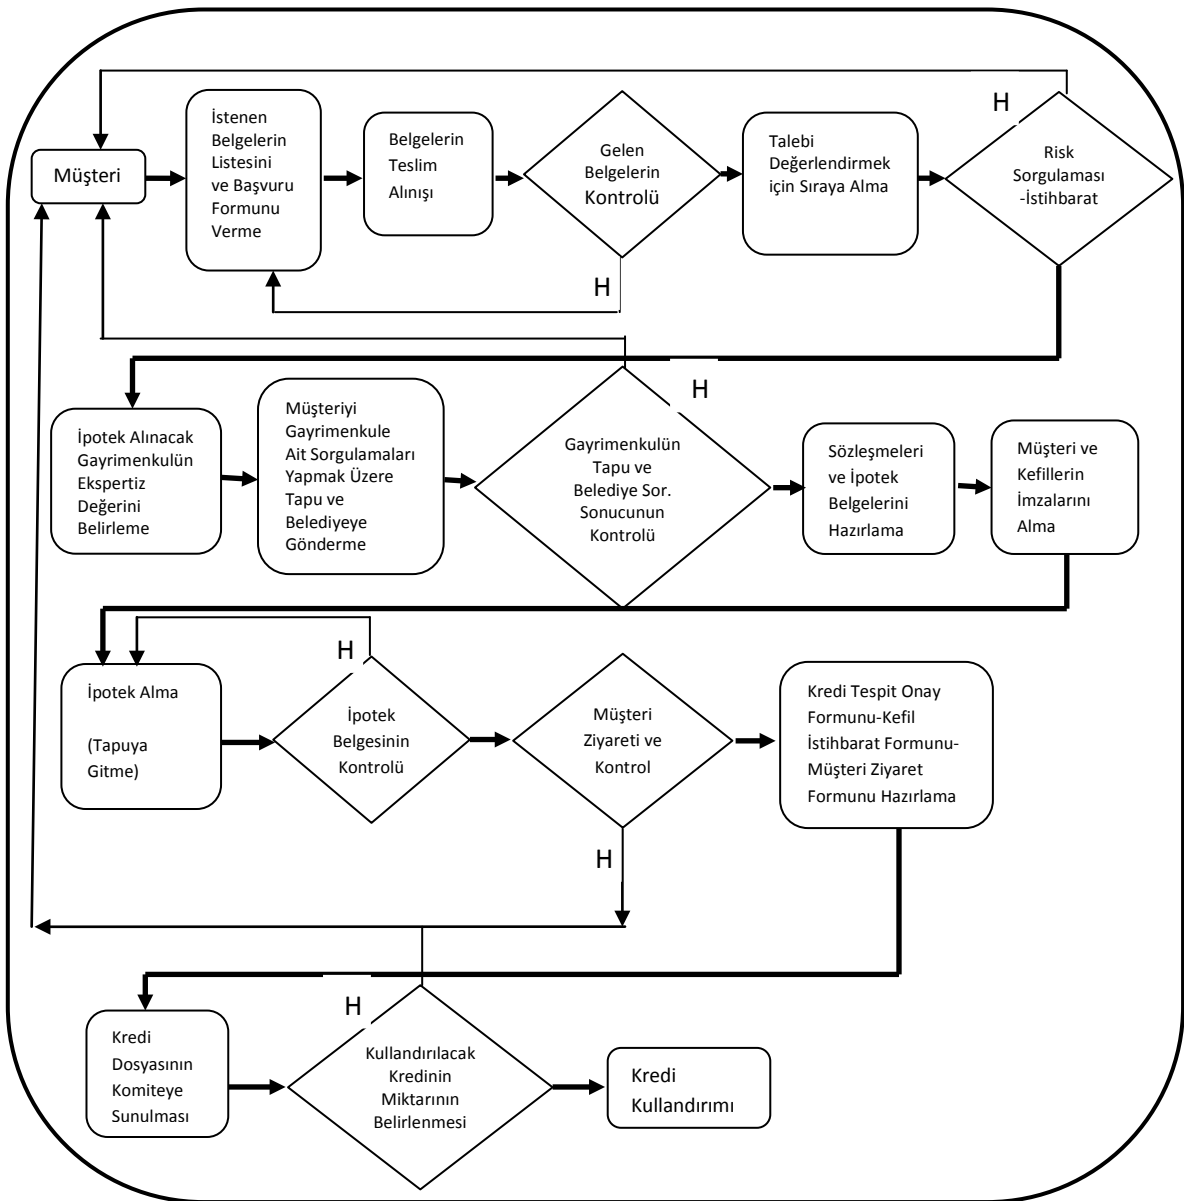 Müşteri
İstenen
Belgelerin
Listesini
ve Başvuru
Formunu
Verme
Belgelerin
Teslim
Alınışı
Gelen
Belgelerin
Kontrolü
H
Talebi
Değerlendirmek
için Sıraya Alma
H
Risk
Sorgulaması
-İstihbarat
İpotek Alınacak
Gayrimenkulün
Ekspertiz
Değerini
Belirleme
Müşteriyi
Gayrimenkule
Ait Sorgulamaları
Yapmak Üzere
Tapu ve
Belediyeye
Gönderme
H
Gayrimenkulün
Tapu ve
Belediye Sor.
Sonucunun
Kontrolü
Sözleşmeleri
ve İpotek
Belgelerini
Hazırlama
Müşteri ve
Kefillerin
İmzalarını
Alma
İpotek Alma
(Tapuya
Gitme)
H
İpotek
Belgesinin
Kontrolü
Müşteri
Ziyareti ve
Kontrol
H
Kredi Tespit Onay
Formunu-Kefil
İstihbarat Formunu-
Müşteri Ziyaret
Formunu Hazırlama
Kredi
Dosyasının
Komiteye
Sunulması
H
Kullandırılacak
Kredinin
Miktarının
Belirlenmesi
Kredi
Kullandırımı